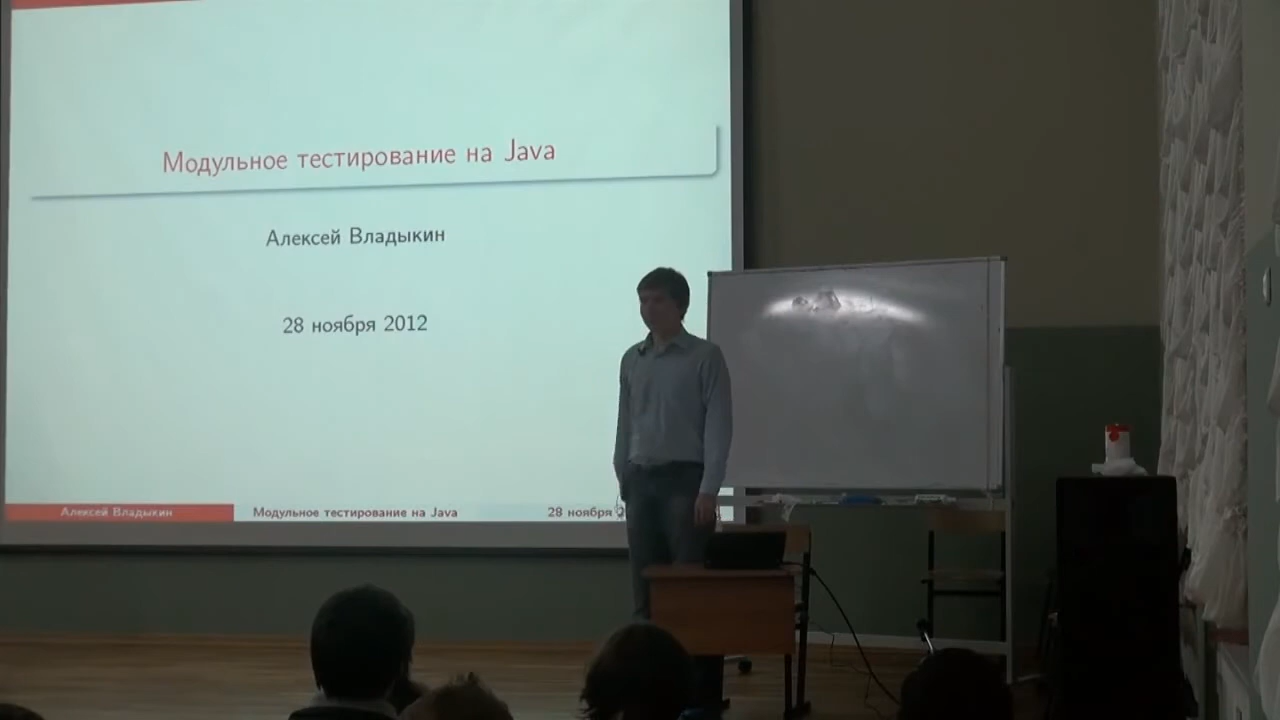 Модульное тестирование на Java
Алексей Владыкин
28 ноября 2012
Алексей Владыкин Модульное тестирование на Java 28 ноября